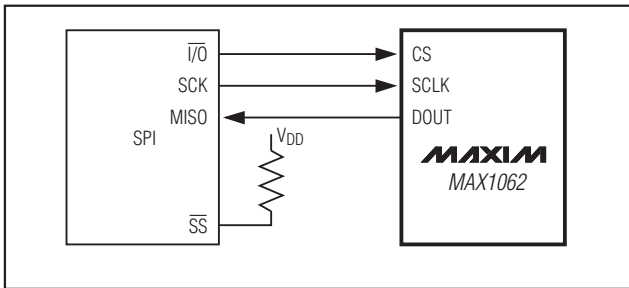 I/O
CS
SCK
SCLK
MISO
DOUT
SPI
VDD
MAXIM
MAX1062
SS